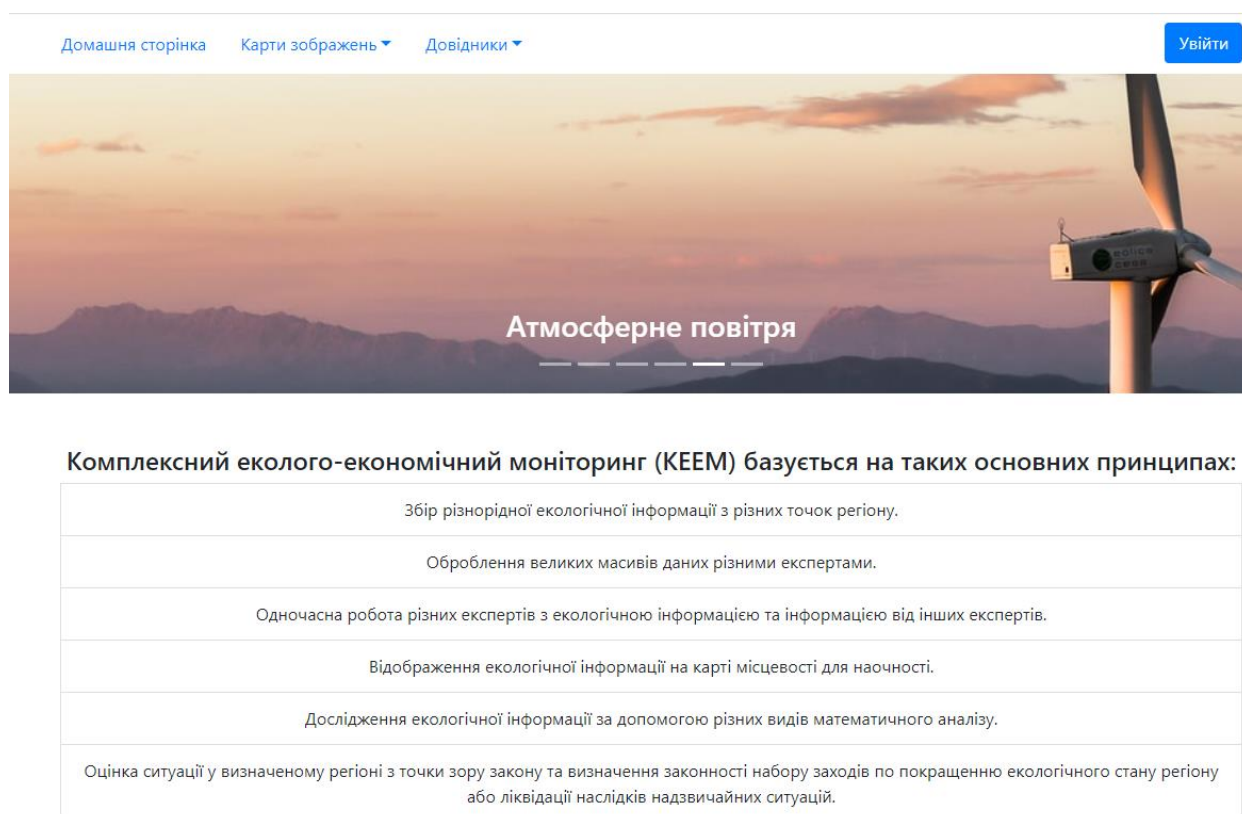 Домашня сторінка Карти зображень Довідники Увійти
eolica
cesa
Атмосферне повітря
Комплексний еколого-економічний моніторинг (КЕЕМ) базується на таких основних принципах:
Збір різнорідної екологічної інформації з різних точок регіону.
Оброблення великих масивів даних різними експертами.
Одночасна робота різних експертів з екологічною інформацією та інформацією від інших експертів.
Відображення екологічної інформації на карті місцевості для наочності.
Дослідження екологічної інформації за допомогою різних видів математичного аналізу.
Оцінка ситуації у визначеному регіоні з точки зору закону та визначення законності набору заходів по покращенню екологічного стану регіону
або ліквідації наслідків надзвичайних ситуацій.